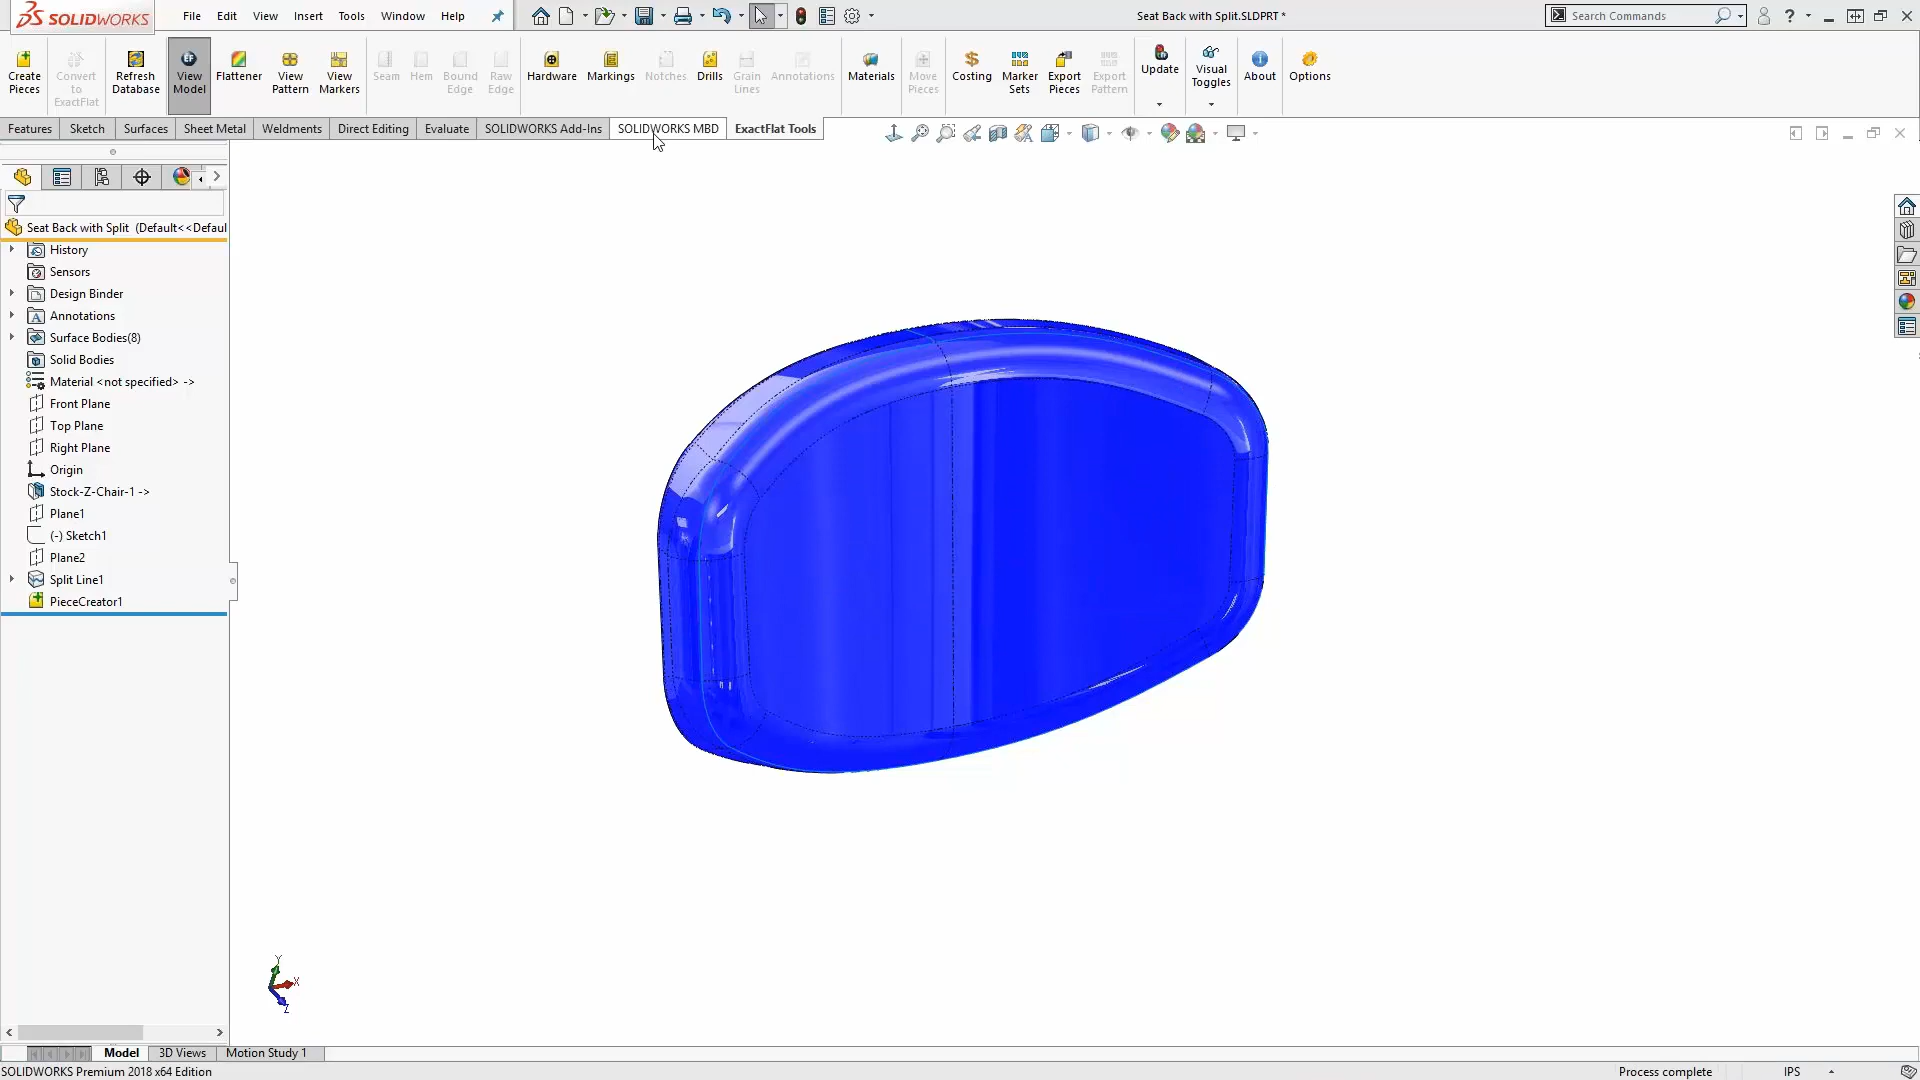 SOLIDWORKS
File Edit View Insert Tools Window Help
Seat Back with Split.SLDPRT *
Search Commands
Create Pieces
Convert to ExactFlat
Refresh Database
View Model
Flattener
View Pattern
View Markers
Seam
Hem
Bound Edge
Raw Edge
Hardware
Markings
Notches
Drills
Grain Lines
Annotations
Materials
Move Pieces
Costing
Marker Sets
Export Pieces
Export Pattern
Update
Visual Toggles
About
Options
Features Sketch Surfaces Sheet Metal Weldments Direct Editing Evaluate SOLIDWORKS Add-Ins SOLIDWORKS MBD ExactFlat Tools
Seat Back with Split (Default<<Defaul
History
Sensors
Design Binder
Annotations
Surface Bodies(8)
Solid Bodies
Material <not specified> ->
Front Plane
Top Plane
Right Plane
Origin
Stock-Z-Chair-1 ->
Plane1
(-) Sketch1
Plane2
Split Line1
PieceCreator1
Y
X
Z
Model 3D Views Motion Study 1
SOLIDWORKS Premium 2018 x64 Edition
Process complete
IPS